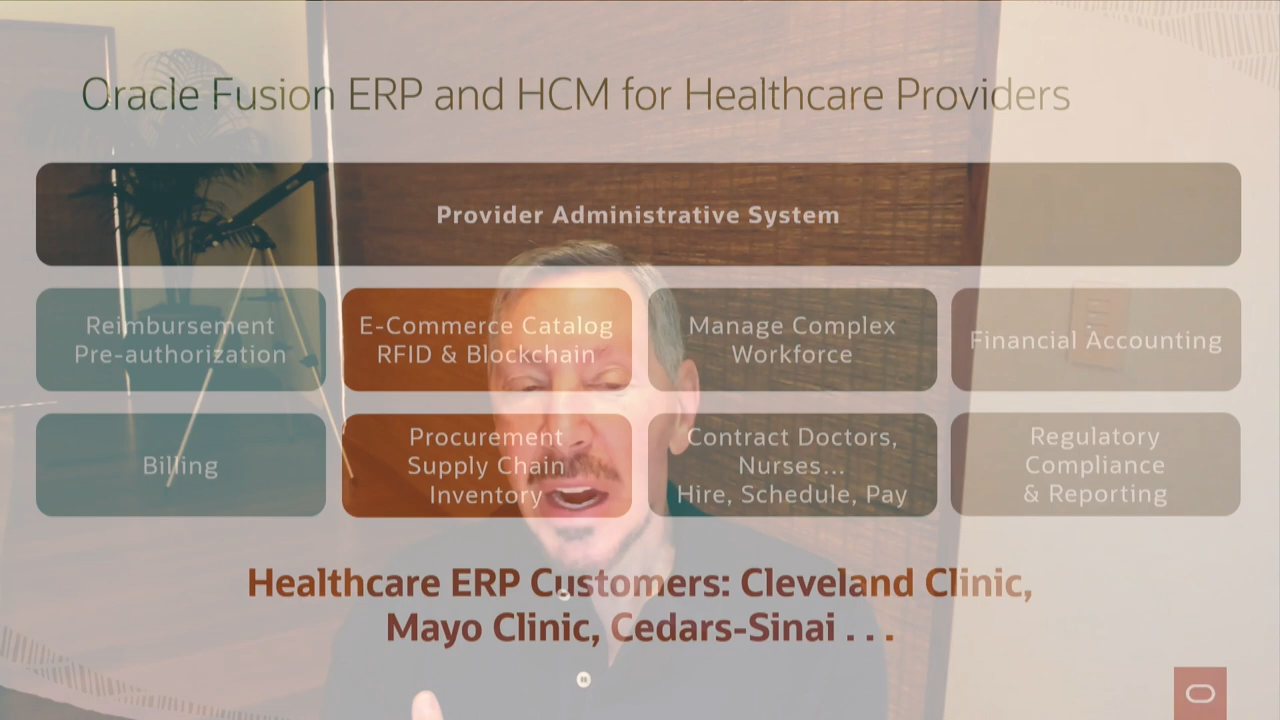 Oracle Fusion ERP and HCM for Healthcare Providers
Provider Administrative System
Reimbursement
Pre-authorization
E-Commerce Catalog
RFID & Blockchain
Manage Complex
Workforce
Financial Accounting
Billing
Procurement
Supply Chain
Inventory
Contract Doctors,
Nurses...
Hire, Schedule, Pay
Regulatory
Compliance
& Reporting
Healthcare ERP Customers: Cleveland Clinic,
Mayo Clinic, Cedars-Sinai . . .